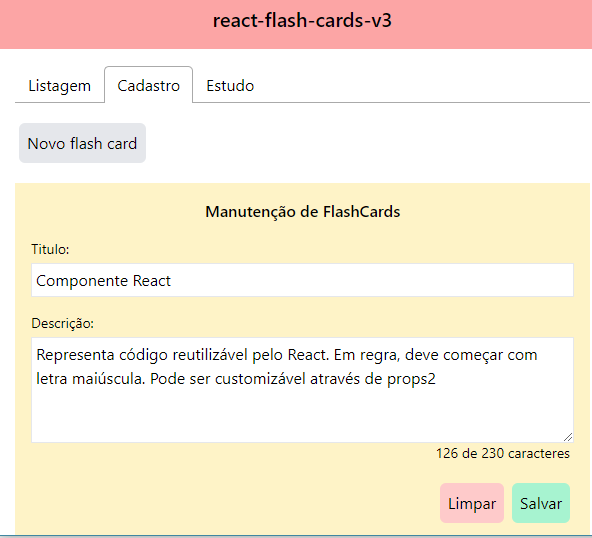 react-flash-cards-v3
Listagem Cadastro Estudo
Novo flash card
Manutenção de FlashCards
Titulo:
Componente React
Descrição:
Representa código reutilizável pelo React. Em regra, deve começar com
letra maiúscula. Pode ser customizável através de props2
126 de 230 caracteres
Limpar Salvar